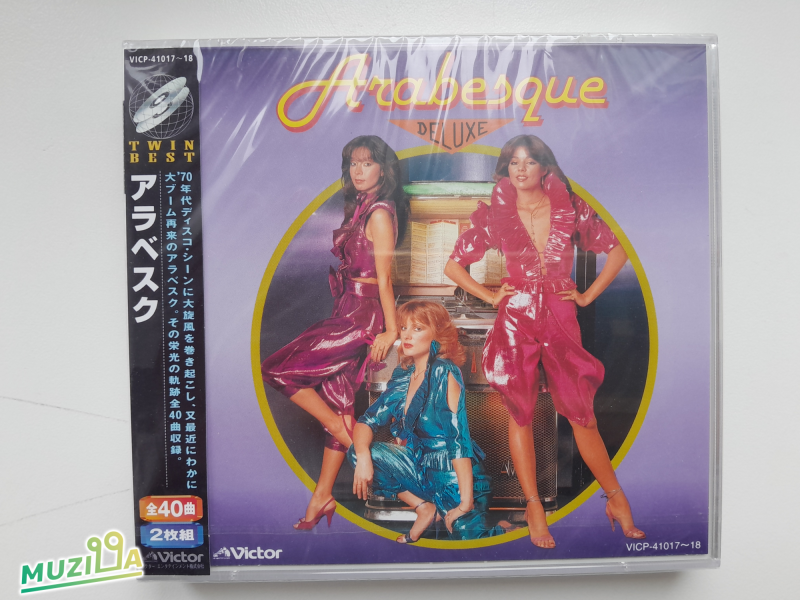 VICP-41017～18
TWIN
BEST
アラベスク
'70年代ディスコ・シーンに大旋風を巻き起こし、又最近にわかに
大ブーム再来のアラベスク。その栄光の軌跡全40曲収録。
全40曲
2枚組
Victor
Arabesque
DELUXE
Victor
VICP-41017～18
MUZILLA